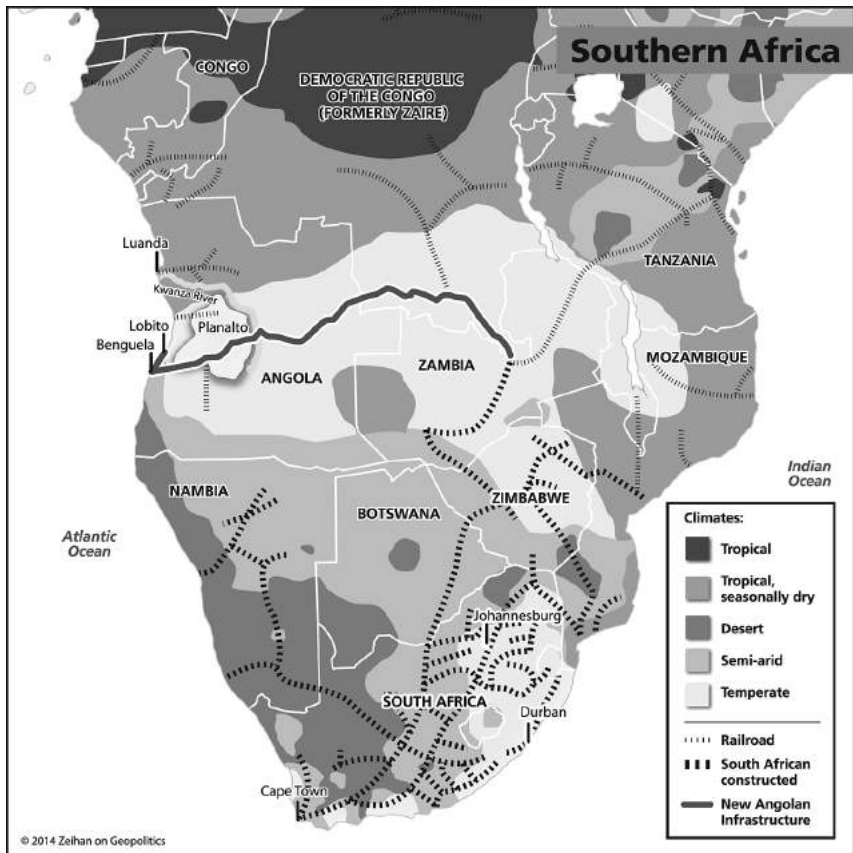 Southern Africa
CONGO
DEMOCRATIC REPUBLIC
OF THE CONGO
(FORMERLY ZAIRE)
Luanda
TANZANIA
Kwanza River
Lobito
Planalto
Benguela
MOZAMBIQUE
ZAMBIA
ANGOLA
Indian
Ocean
NAMBIA
ZIMBABWE
BOTSWANA
Atlantic
Ocean
Climates:
Tropical
Tropical,
seasonally dry
Desert
Semi-arid
Temperate
Railroad
South African
constructed
New Angolan
Infrastructure
Johannesburg
SOUTH AFRICA
Durban
Cape Town
© 2014 Zeihan on Geopolitics